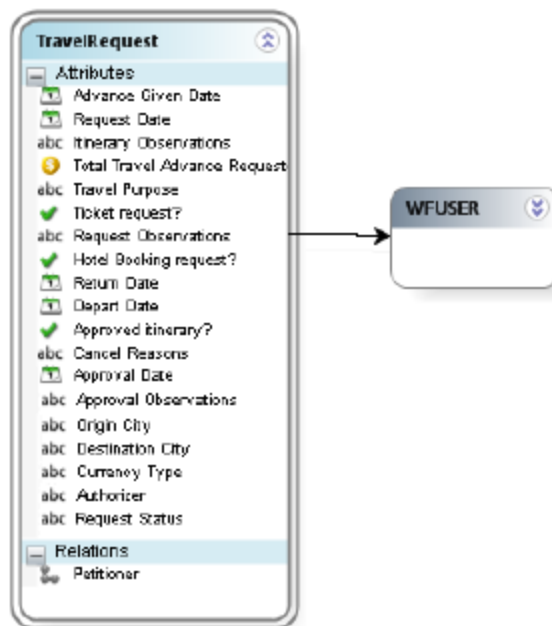 TravelRequest
Attributes
Advance Given Date
Request Date
abc Itinerary Observations
$ Total Travel Advance Request
abc Travel Purpose
Ticket request?
abc Request Observations
Hotel Booking request?
Return Date
Depart Date
Approved itinerary?
abc Cancel Reasons
Approval Date
abc Approval Observations
abc Origin City
abc Destination City
abc Currency Type
abc Authorizer
abc Request Status
Relations
Petitioner
WFUSER